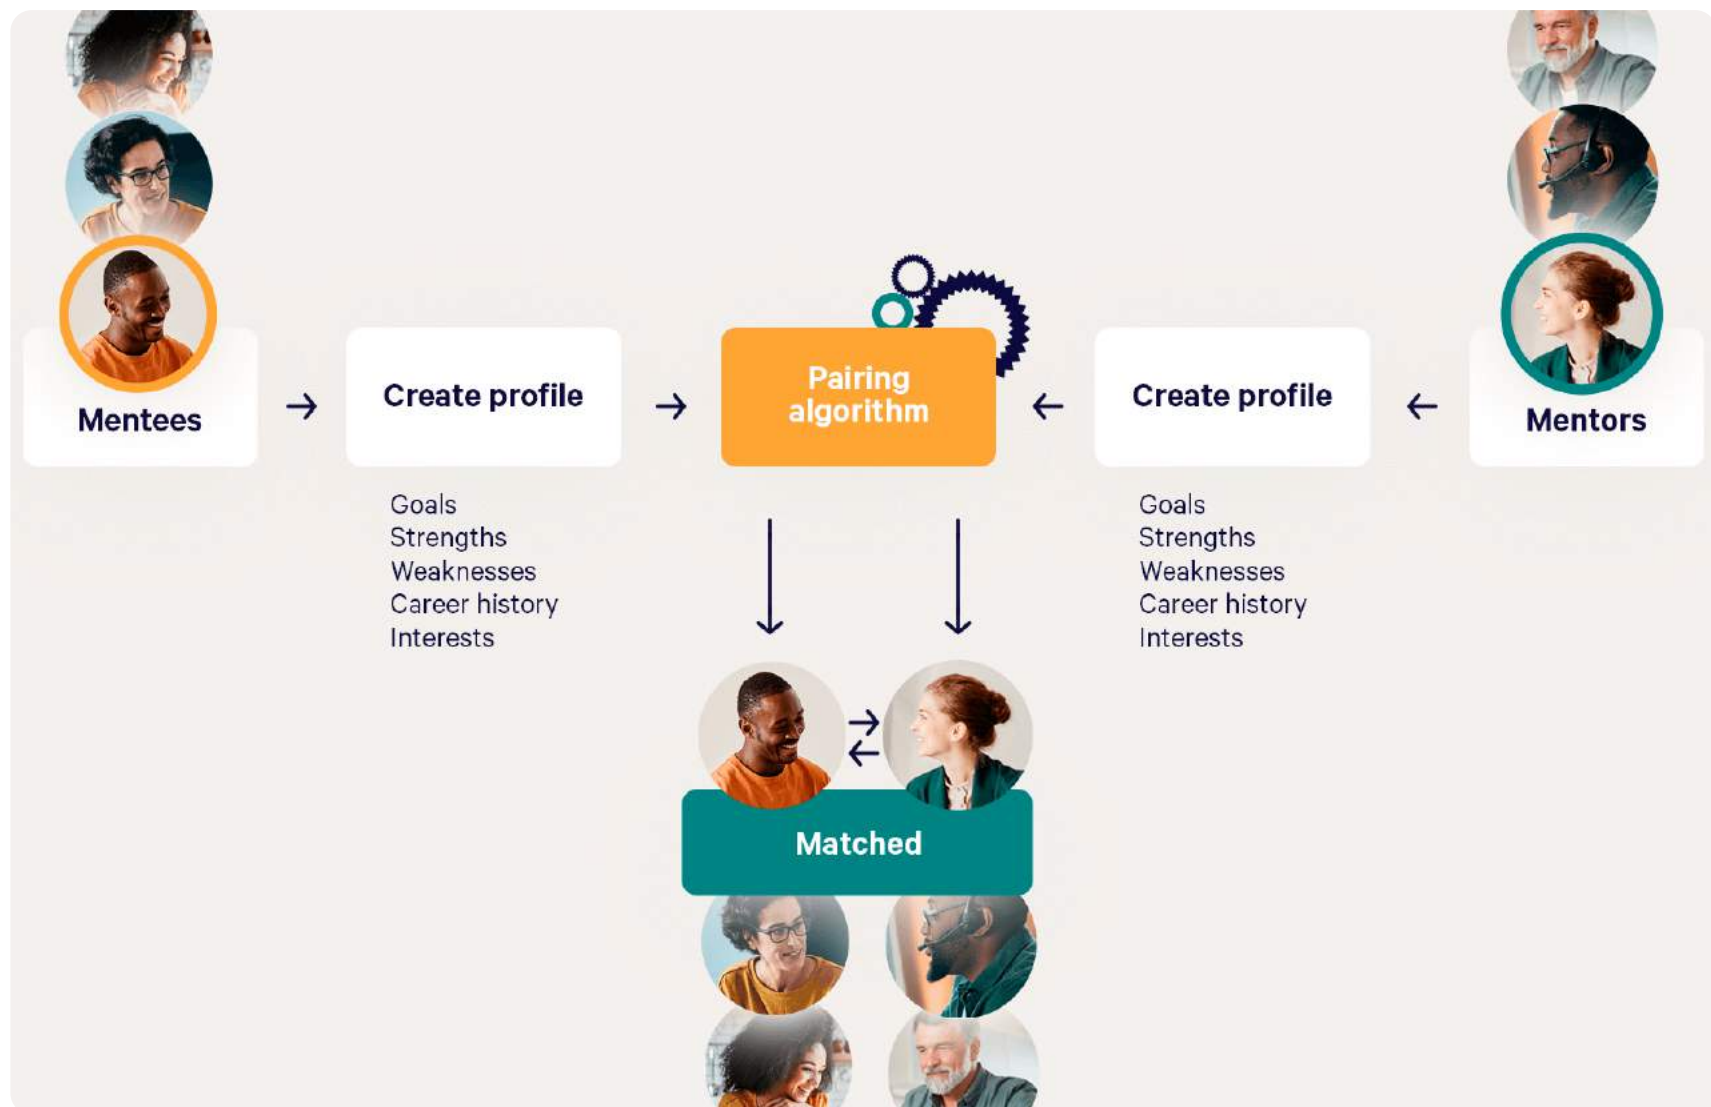 Mentees
Create profile
Goals
Strengths
Weaknesses
Career history
Interests
Pairing
algorithm
Create profile
Goals
Strengths
Weaknesses
Career history
Interests
Mentors
Matched